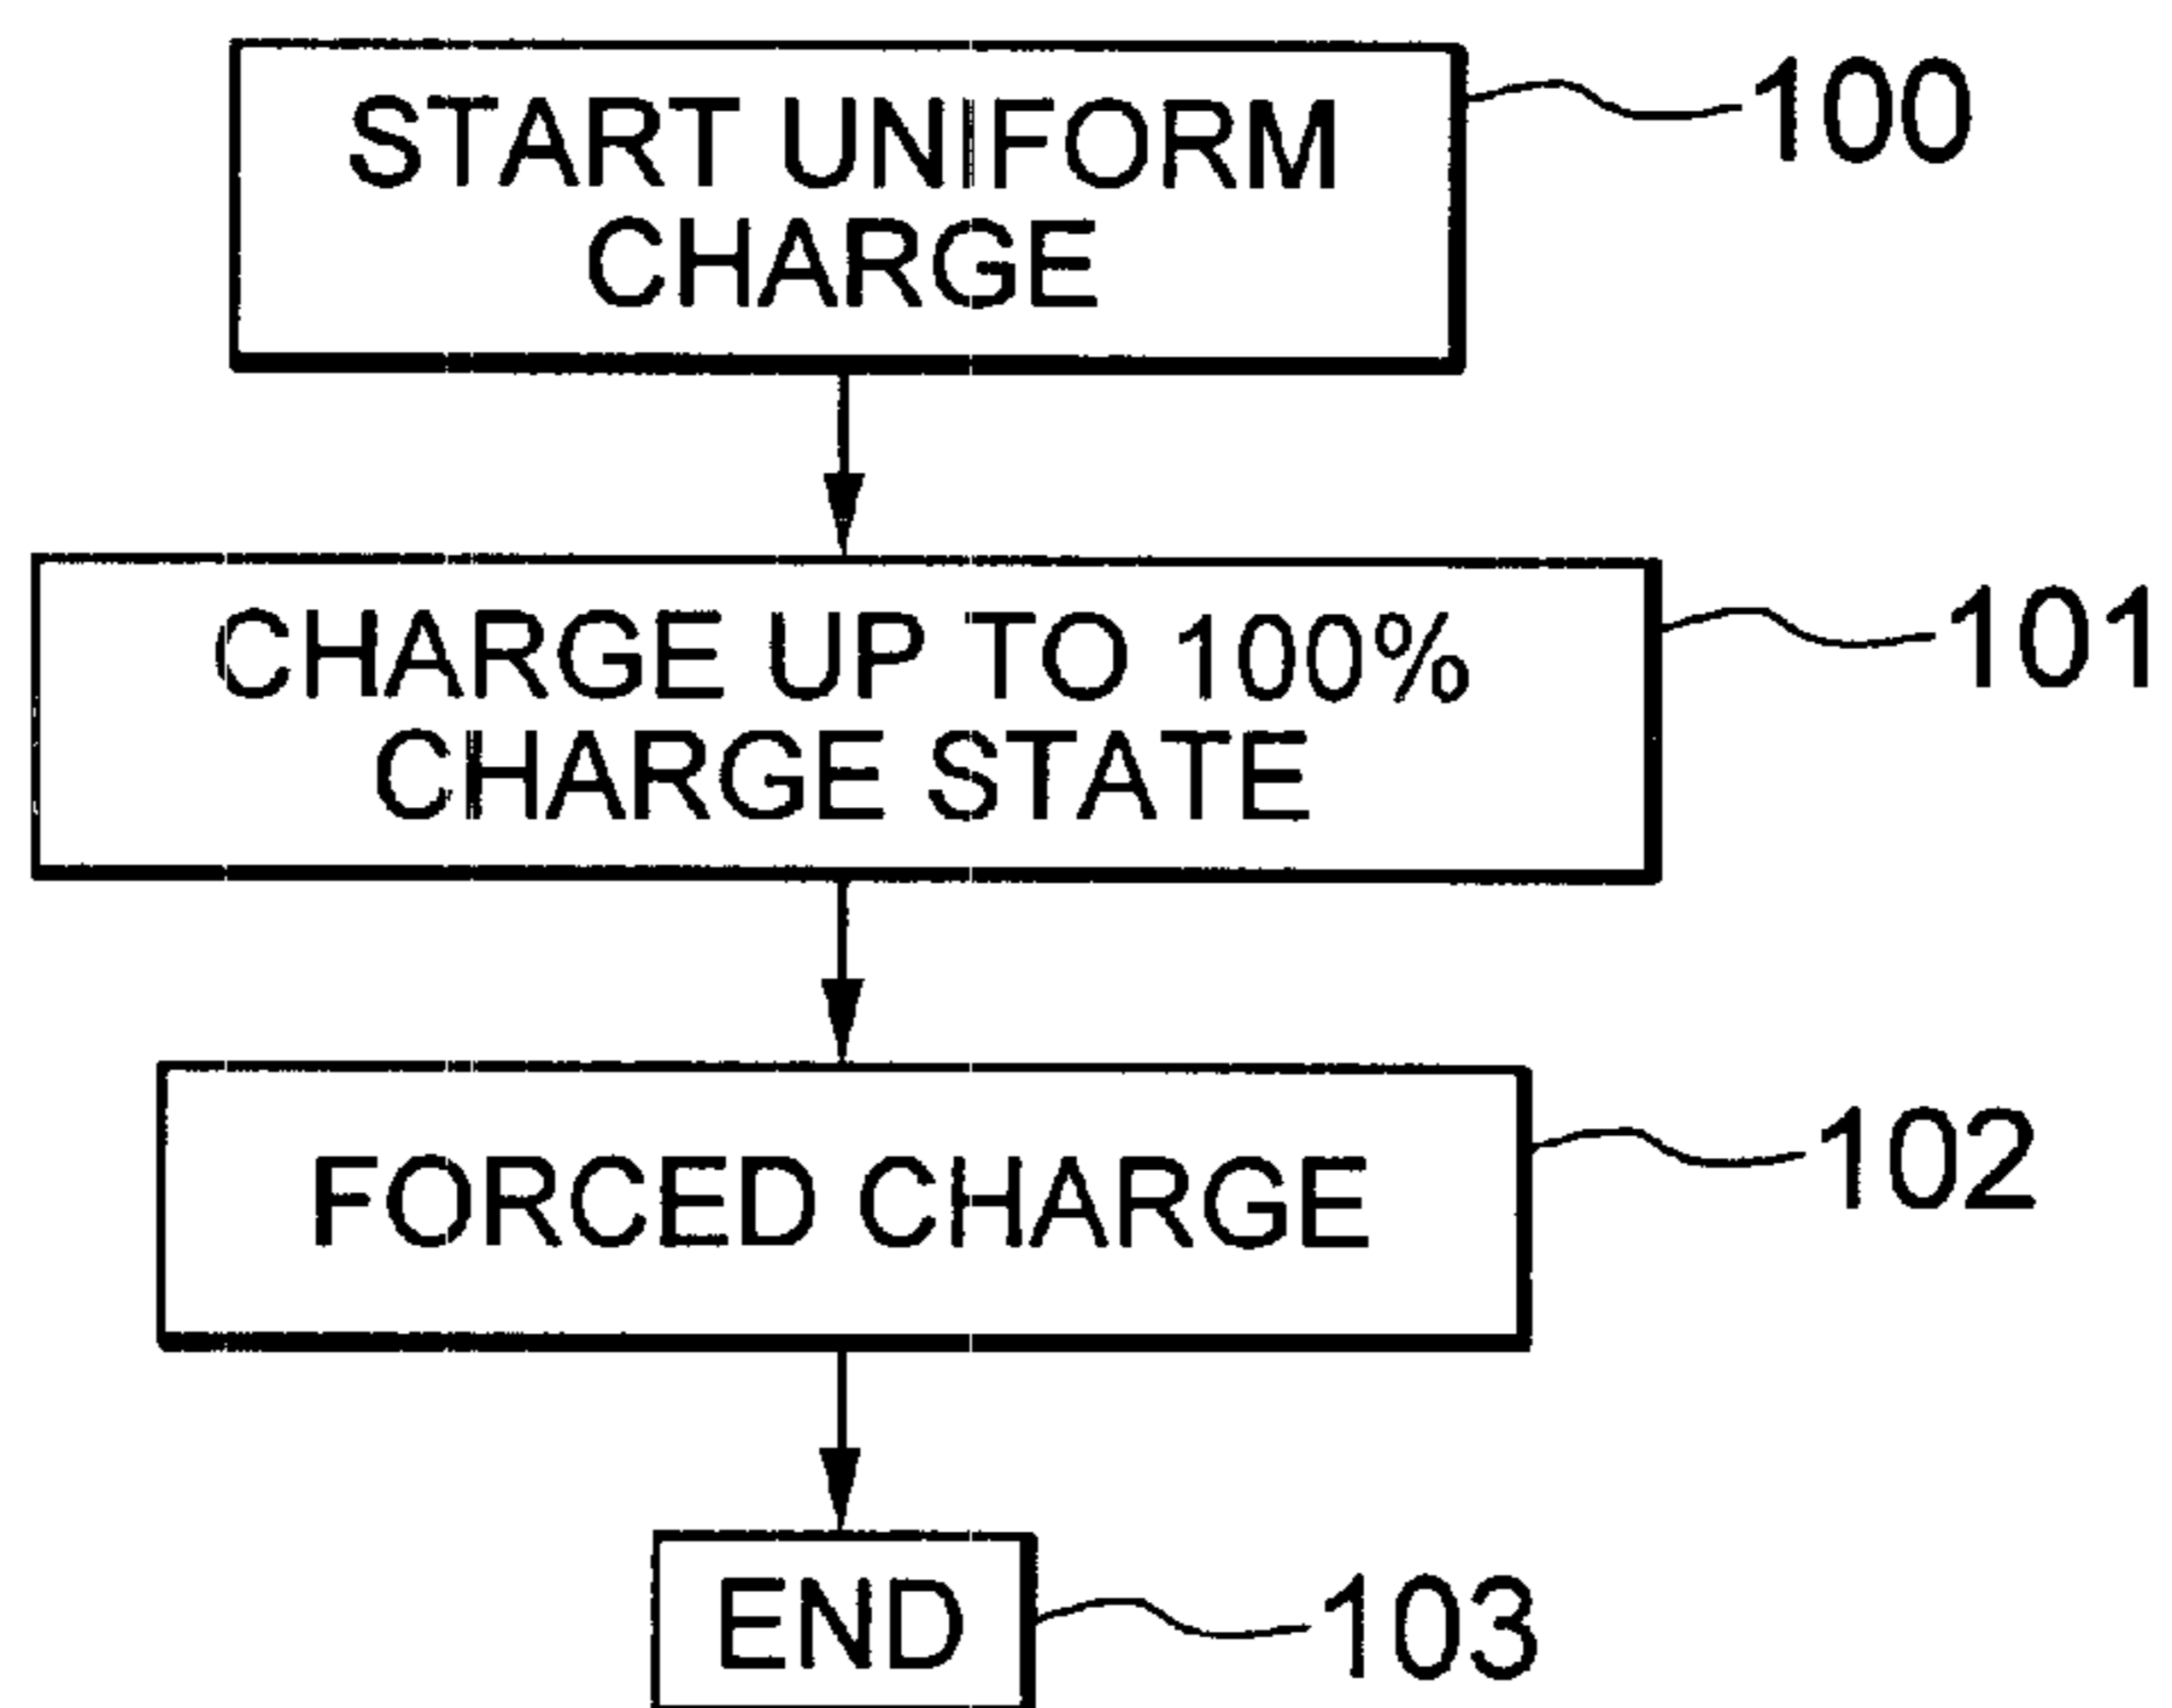 START UNIFORM
CHARGE
100
CHARGE UP TO 100%
CHARGE STATE
101
FORCED CHARGE
102
END
103